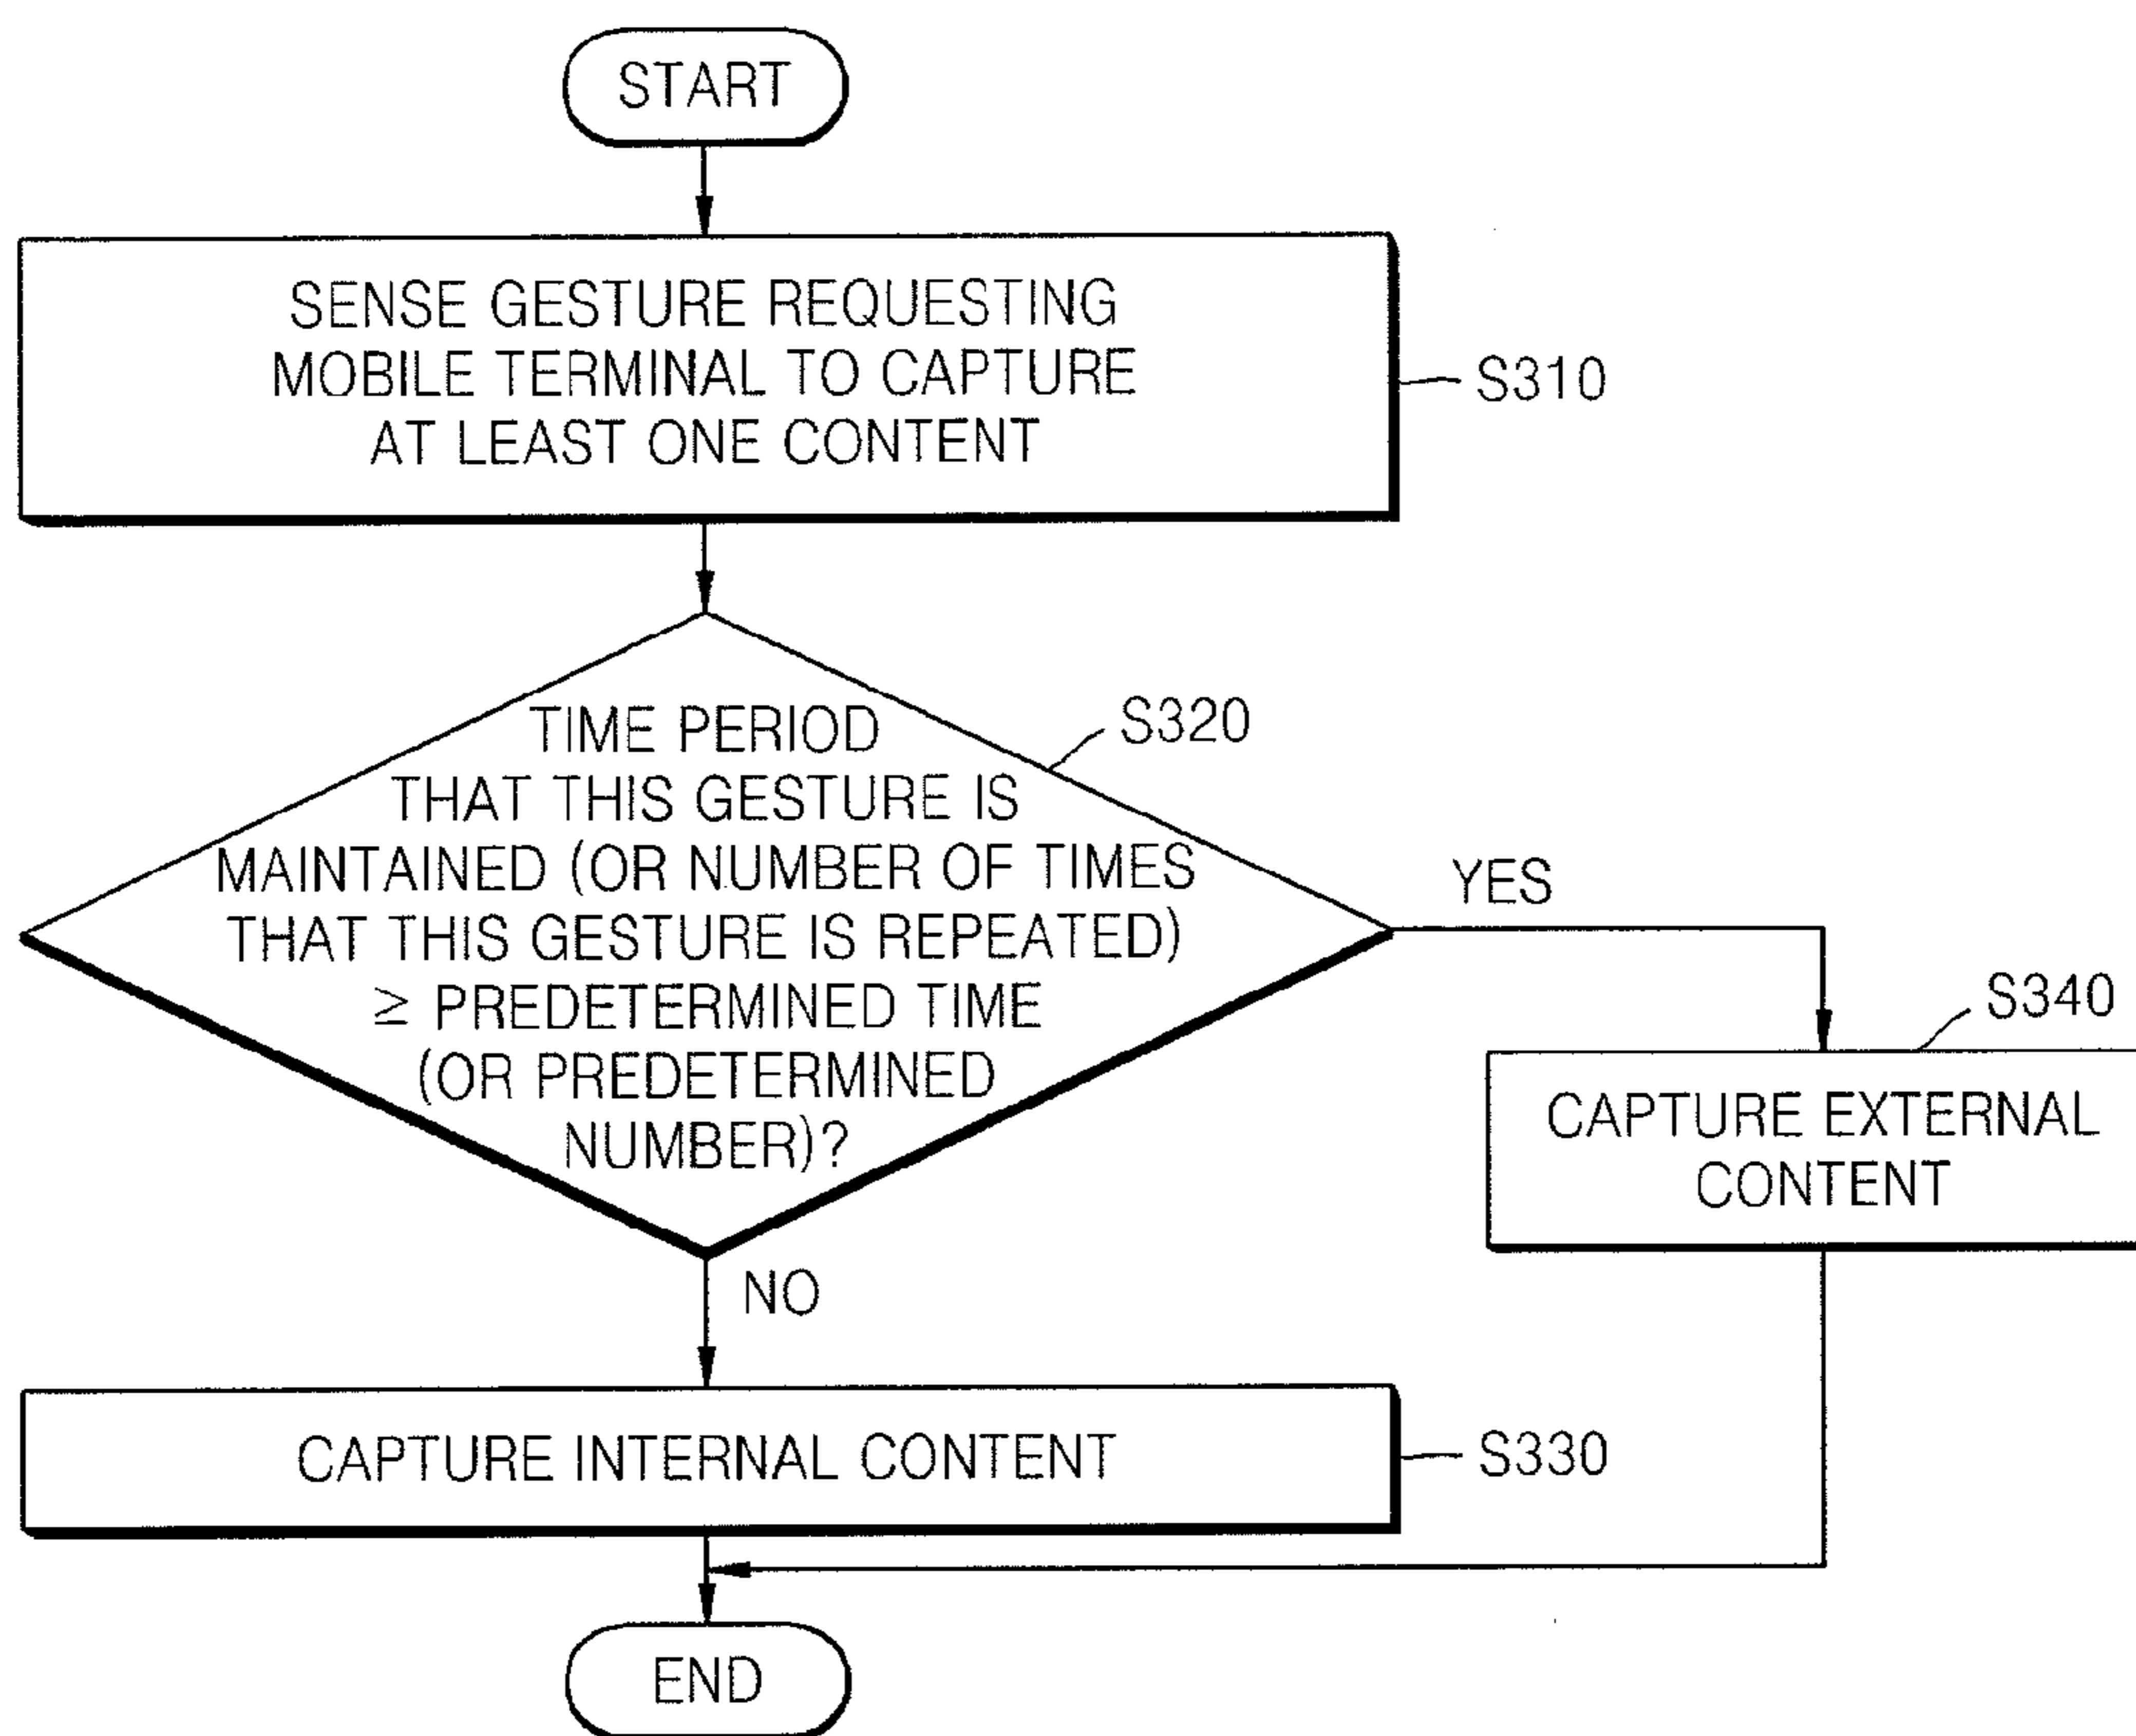 START
SENSE GESTURE REQUESTING
MOBILE TERMINAL TO CAPTURE
AT LEAST ONE CONTENT
S310
TIME PERIOD
THAT THIS GESTURE IS
MAINTAINED (OR NUMBER OF TIMES
THAT THIS GESTURE IS REPEATED)
≥ PREDETERMINED TIME
(OR PREDETERMINED
NUMBER)?
S320
YES
S340
CAPTURE EXTERNAL
CONTENT
NO
CAPTURE INTERNAL CONTENT
S330
END